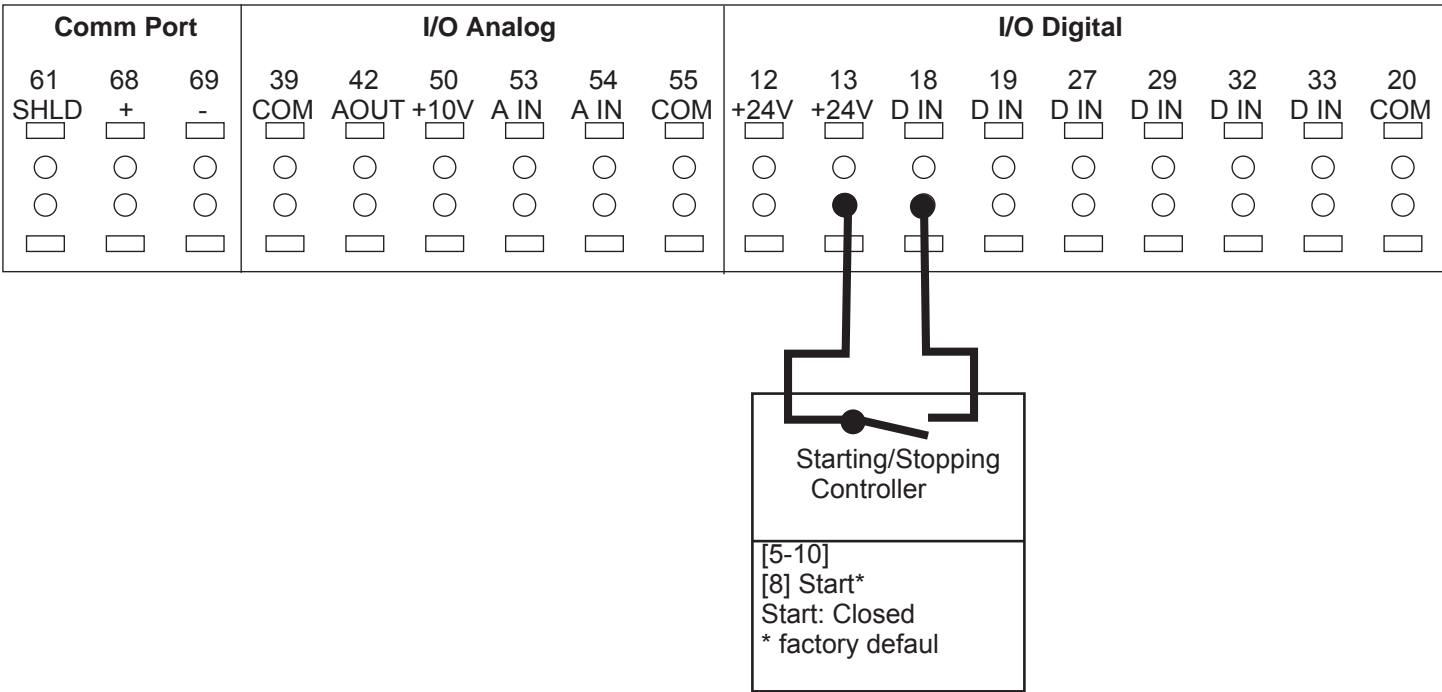 Comm Port I/O Analog I/O Digital
61 68 69 39 42 50 53 54 55 12 13 18 19 27 29 32 33 20
SHLD + - COM AOUT +10V A IN A IN COM +24V +24V D IN D IN D IN D IN D IN D IN COM
Starting/Stopping
Controller
[5-10]
[8] Start*
Start: Closed
* factory defaul